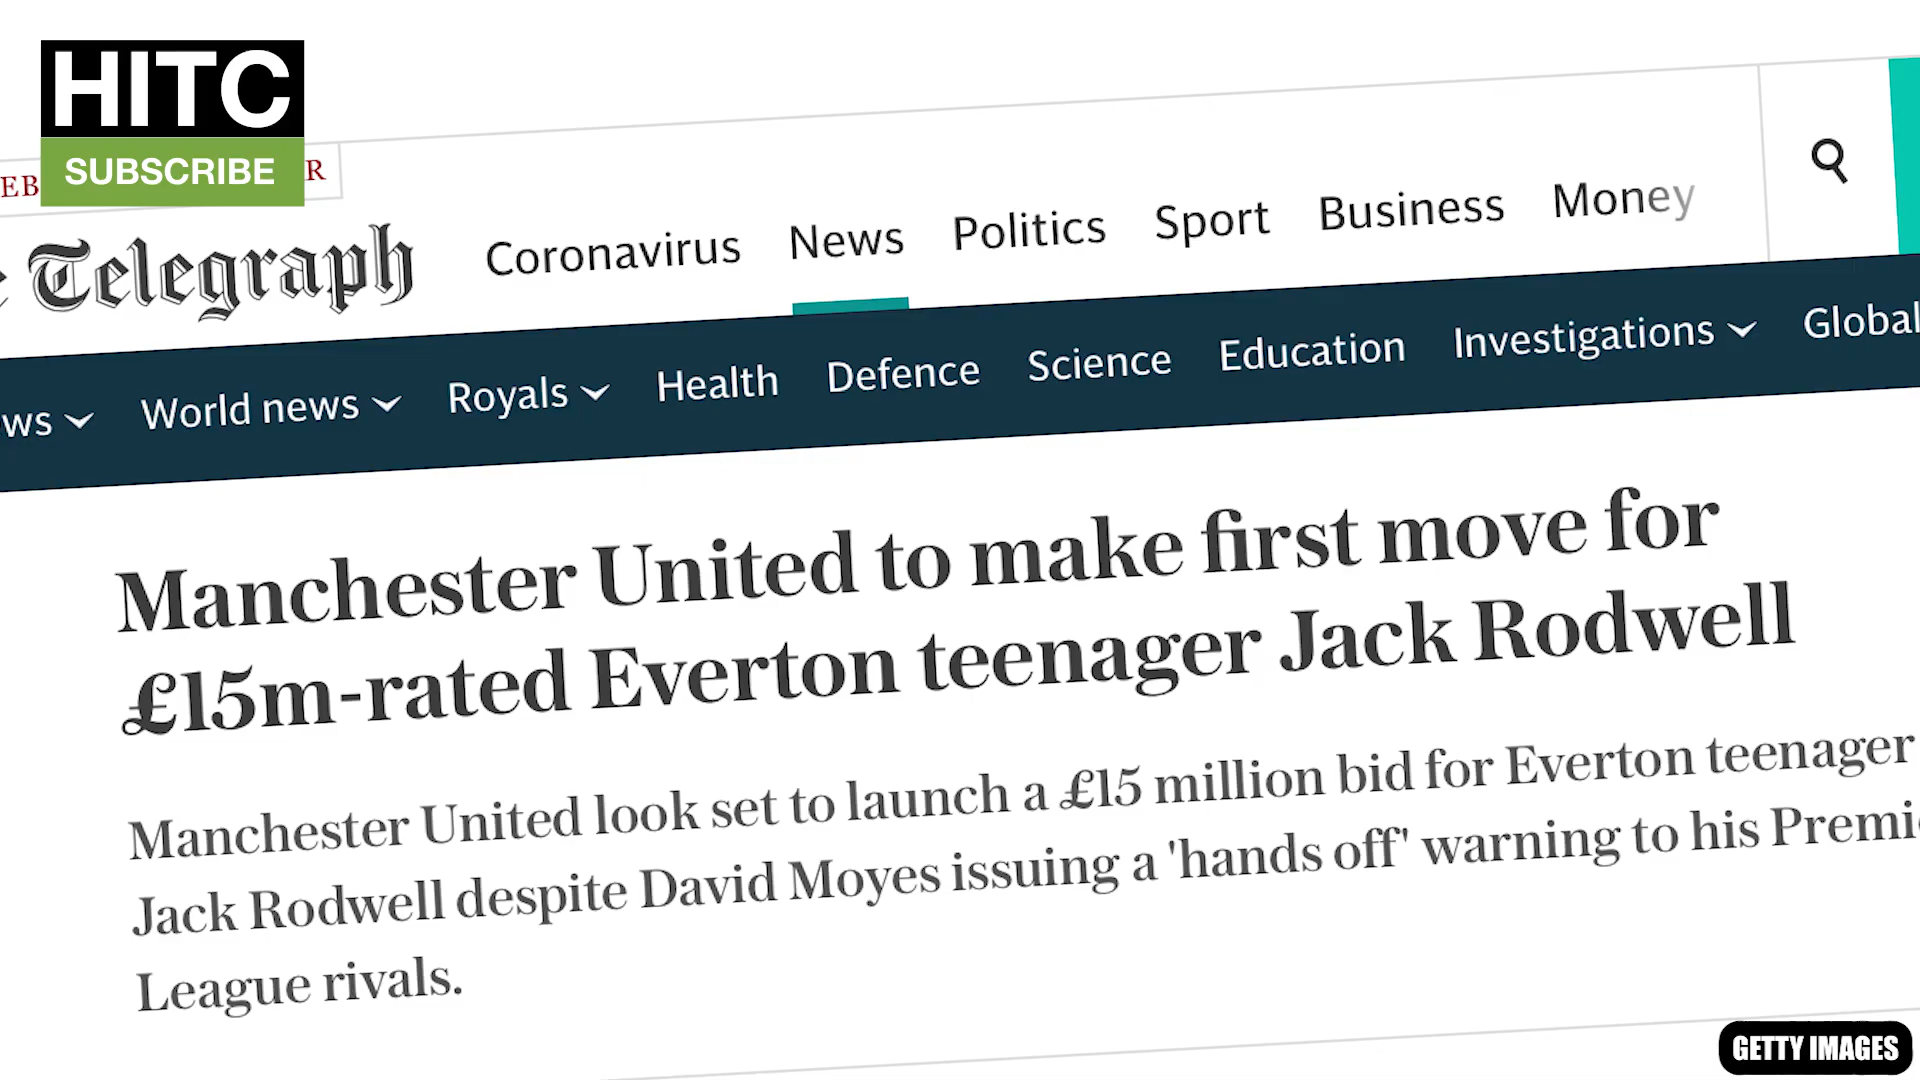 HITC
SUBSCRIBE
Telegraph
Coronavirus News Politics Sport Business Money
World news Royals Health Defence Science Education Investigations Global
Manchester United to make first move for
£15m-rated Everton teenager Jack Rodwell
Manchester United look set to launch a £15 million bid for Everton teenager
Jack Rodwell despite David Moyes issuing a 'hands off' warning to his Premie
League rivals.
GETTY IMAGES